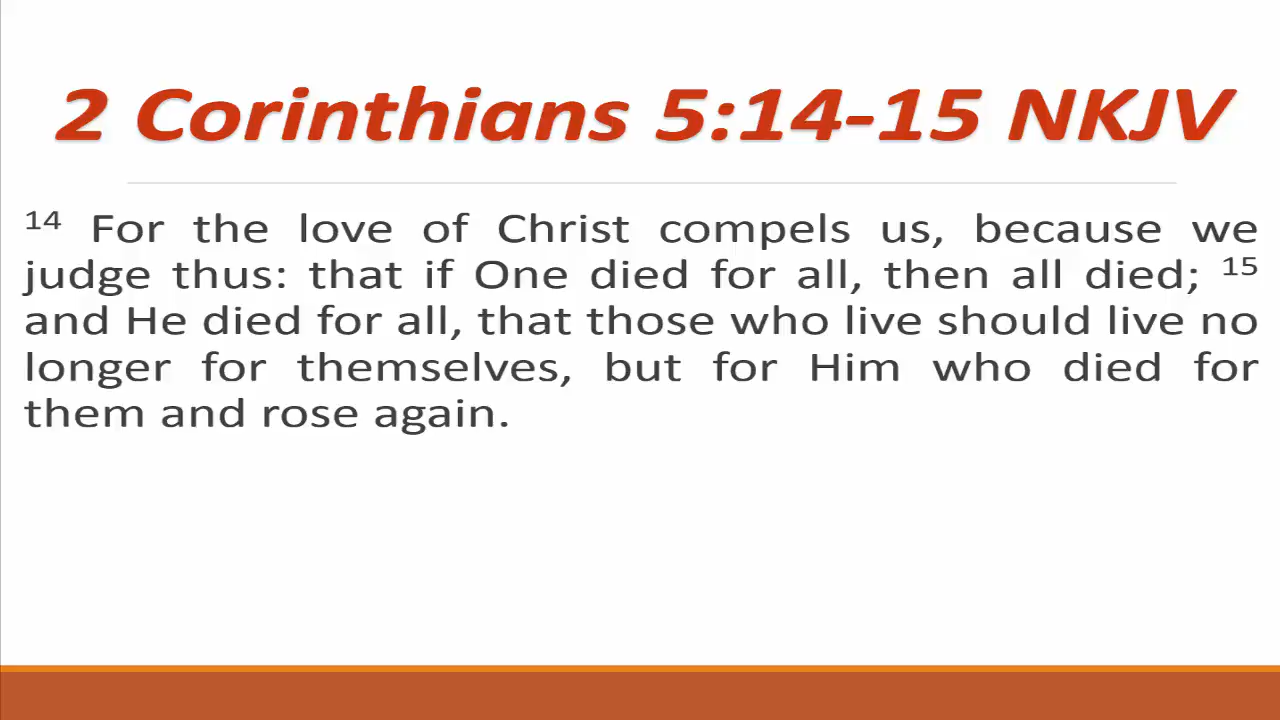 2 Corinthians 5:14-15 NKJV
14 For the love of Christ compels us, because we
judge thus: that if One died for all, then all died; 15
and He died for all, that those who live should live no
longer for themselves, but for Him who died for
them and rose again.